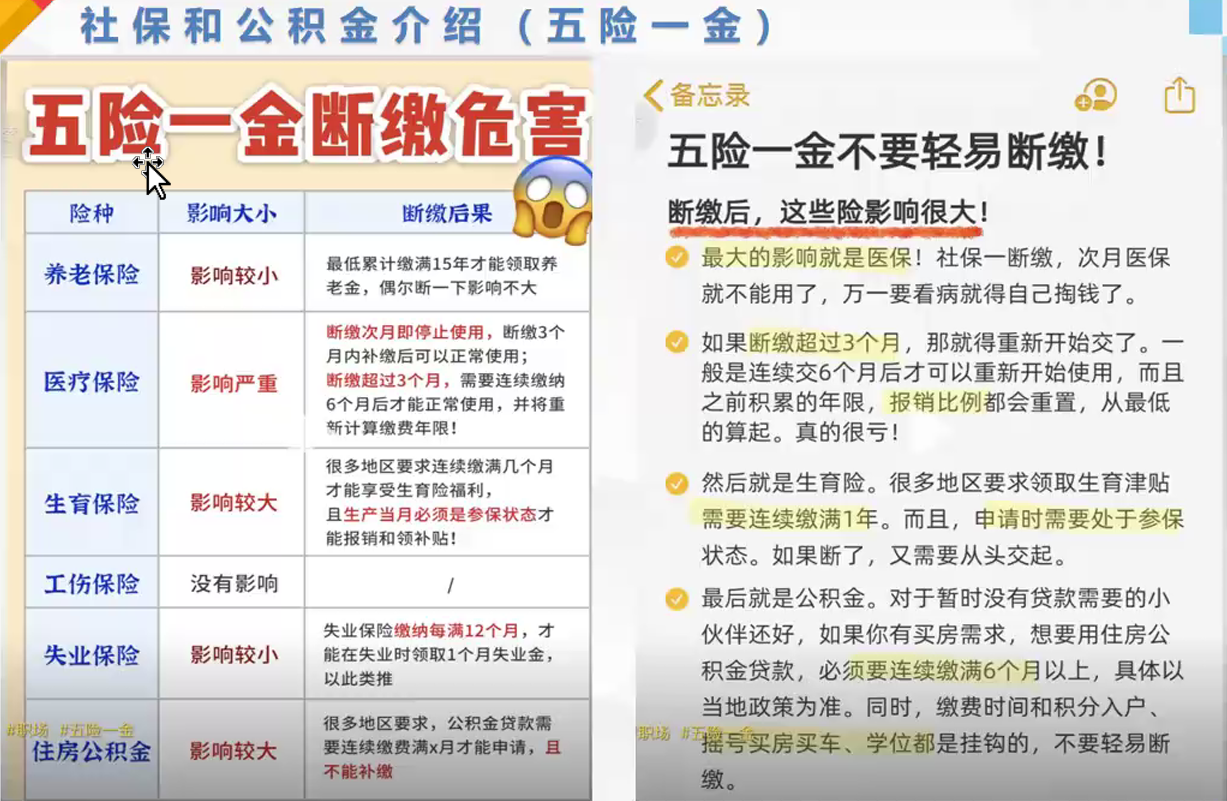 社保和公积金介绍（五险一金）
五险一金断缴危害
险种
影响大小
断缴后果
养老保险
影响较小
最低累计缴满15年才能领取养
老金，偶尔断一下影响不大
医疗保险
影响严重
断缴次月即停止使用，断缴3个
月内补缴后可以正常使用；
断缴超过3个月，需要连续缴纳
6个月后才能正常使用，并将重
新计算缴费年限！
生育保险
影响较大
很多地区要求连续缴满几个月
才能享受生育险福利，
且生产当月必须是参保状态才
能报销和领补贴！
工伤保险
没有影响
/
失业保险
影响较小
失业保险缴纳每满12个月，才
能在失业时领取1个月失业金，
以此类推
住房公积金
影响较大
很多地区要求，公积金贷款需
要连续缴费满x月才能申请，且
不能补缴
#职场 #五险一金
备忘录
五险一金不要轻易断缴！
断缴后，这些险影响很大！
最大的影响就是医保！社保一断缴，次月医保
就不能用了，万一要看病就得自己掏钱了。
如果断缴超过3个月，那就得重新开始交了。一
般是连续交6个月后才可以重新开始使用，而且
之前积累的年限，报销比例都会重置，从最低
的算起。真的很亏！
然后就是生育险。很多地区要求领取生育津贴
需要连续缴满1年。而且，申请时需要处于参保
状态。如果断了，又需要从头交起。
最后就是公积金。对于暂时没有贷款需要的小
伙伴还好，如果你有买房需求，想要用住房公
积金贷款，必须要连续缴满6个月以上，具体以
当地政策为准。同时，缴费时间和积分入户、
摇号买房买车、学位都是挂钩的，不要轻易断
缴。
职场 #五险一金